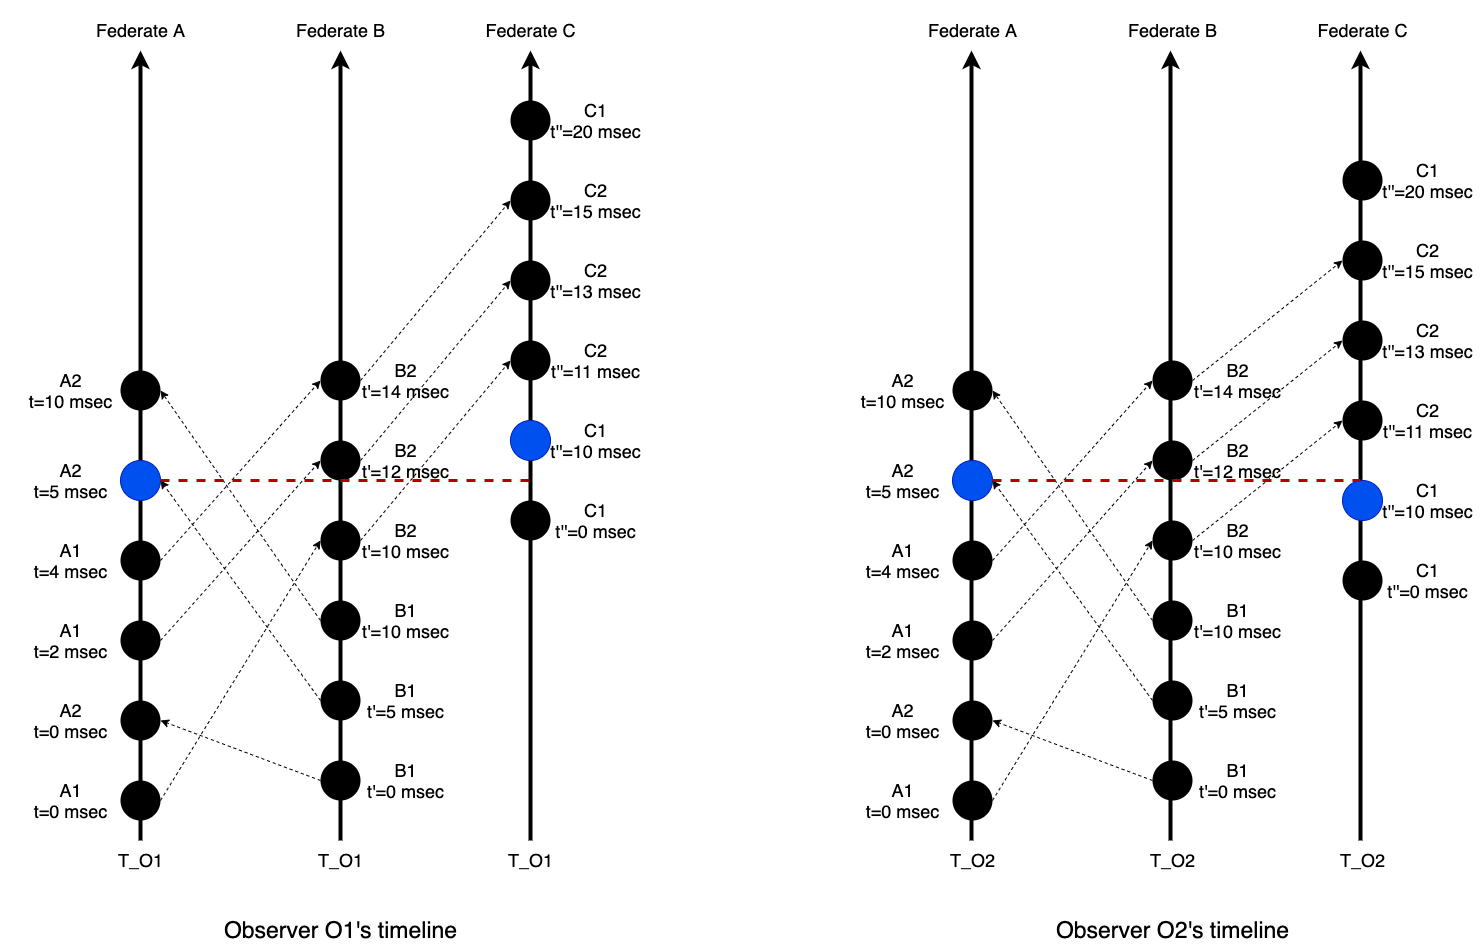 Federate A
Federate B
Federate C
C1
t"=20 msec
C2
t"=15 msec
C2
t"=13 msec
C2
t"=11 msec
C1
t"=10 msec
C1
t"=0 msec
B2
t'=14 msec
B2
t'=12 msec
B2
t'=10 msec
B1
t'=10 msec
B1
t'=5 msec
B1
t'=0 msec
A2
t=10 msec
A2
t=5 msec
A1
t=4 msec
A1
t=2 msec
A2
t=0 msec
A1
t=0 msec
T_O1
T_O1
T_O1
Observer O1's timeline
Federate A
Federate B
Federate C
C1
t"=20 msec
C2
t"=15 msec
C2
t"=13 msec
C2
t"=11 msec
C1
t"=10 msec
C1
t"=0 msec
B2
t'=14 msec
B2
t'=12 msec
B2
t'=10 msec
B1
t'=10 msec
B1
t'=5 msec
B1
t'=0 msec
A2
t=10 msec
A2
t=5 msec
A1
t=4 msec
A1
t=2 msec
A2
t=0 msec
A1
t=0 msec
T_O2
T_O2
T_O2
Observer O2's timeline